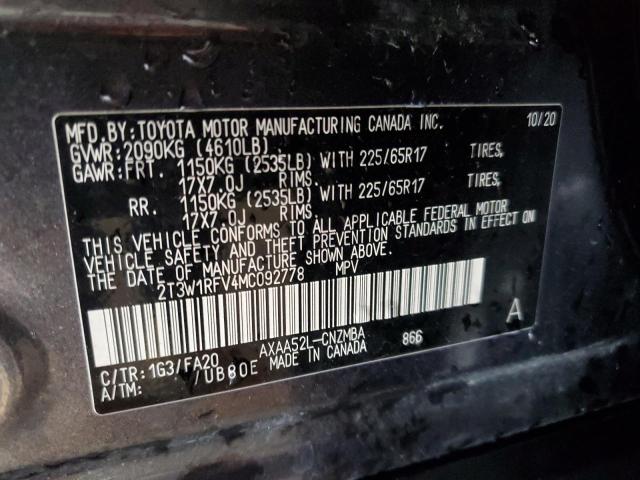 MFD. BY: TOYOTA MOTOR MANUFACTURING CANADA INC. 10/20
GVWR: 2090KG (4610LB)
GAWR: FRT. 1150KG (2535LB) WITH 225/65R17 TIRES,
17X7.0J RIMS.
RR. 1150KG (2535LB) WITH 225/65R17 TIRES,
17X7.0J RIMS.
THIS VEHICLE CONFORMS TO ALL APPLICABLE FEDERAL MOTOR
VEHICLE SAFETY AND THEFT PREVENTION STANDARDS IN EFFECT ON
THE DATE OF MANUFACTURE SHOWN ABOVE.
2T3W1RFV4MC092778 MPV
A
C/TR: 1G3/FA20 AXAA52L-CNZMBA 866
A/TM: /UB80E MADE IN CANADA